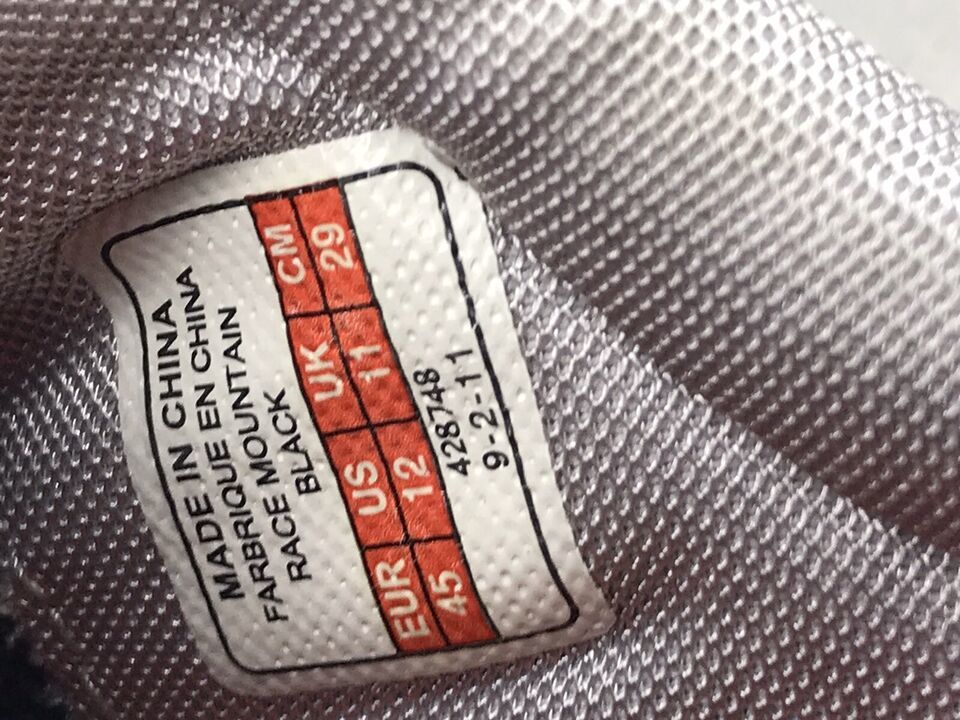 MADE IN CHINA
FARBRIQUE EN CHINA
RACE MOUNTAIN
BLACK
EUR US UK CM
45 12 11 29
428748
9-2-11